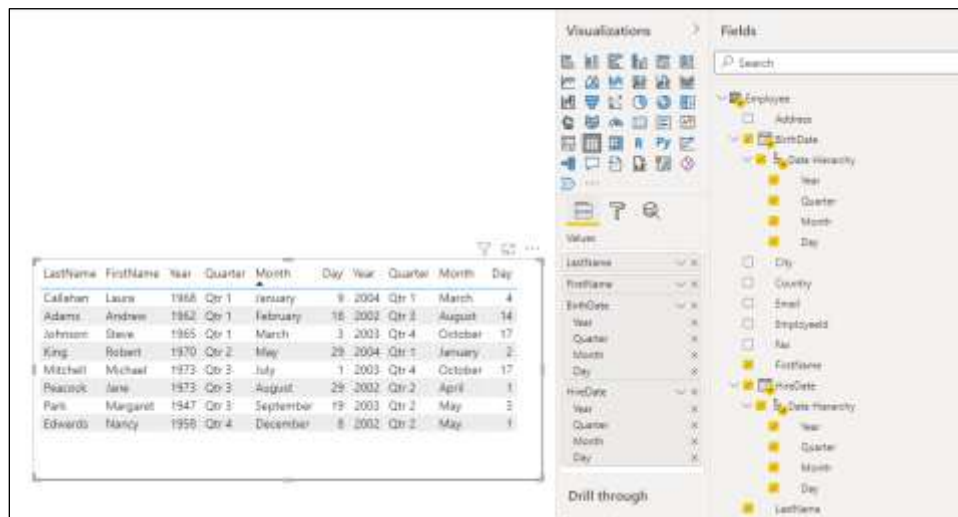 LastName FirstName Year Quarter Month Day Year Quarter Month Day
Callahan Laura 1968 Qtr 1 January 9 2004 Qtr 1 March 4
Adams Andrew 1962 Qtr 1 February 18 2002 Qtr 3 August 14
Johnson Steve 1965 Qtr 1 March 3 2003 Qtr 4 October 17
King Robert 1970 Qtr 2 May 29 2004 Qtr 1 January 2
Mitchell Michael 1973 Qtr 3 July 1 2003 Qtr 4 October 17
Peacock Jane 1973 Qtr 3 August 29 2002 Qtr 2 April 1
Park Margaret 1947 Qtr 3 September 19 2003 Qtr 2 May 3
Edwards Nancy 1958 Qtr 4 December 8 2002 Qtr 2 May 1
Visualizations
R Py
Values
LastName
FirstName
BirthDate
Year
Quarter
Month
Day
HireDate
Year
Quarter
Month
Day
Drill through
Fields
Search
Employee
Address
BirthDate
Date Hierarchy
Year
Quarter
Month
Day
City
Country
Email
EmployeeId
Fax
FirstName
HireDate
Date Hierarchy
Year
Quarter
Month
Day
LastName